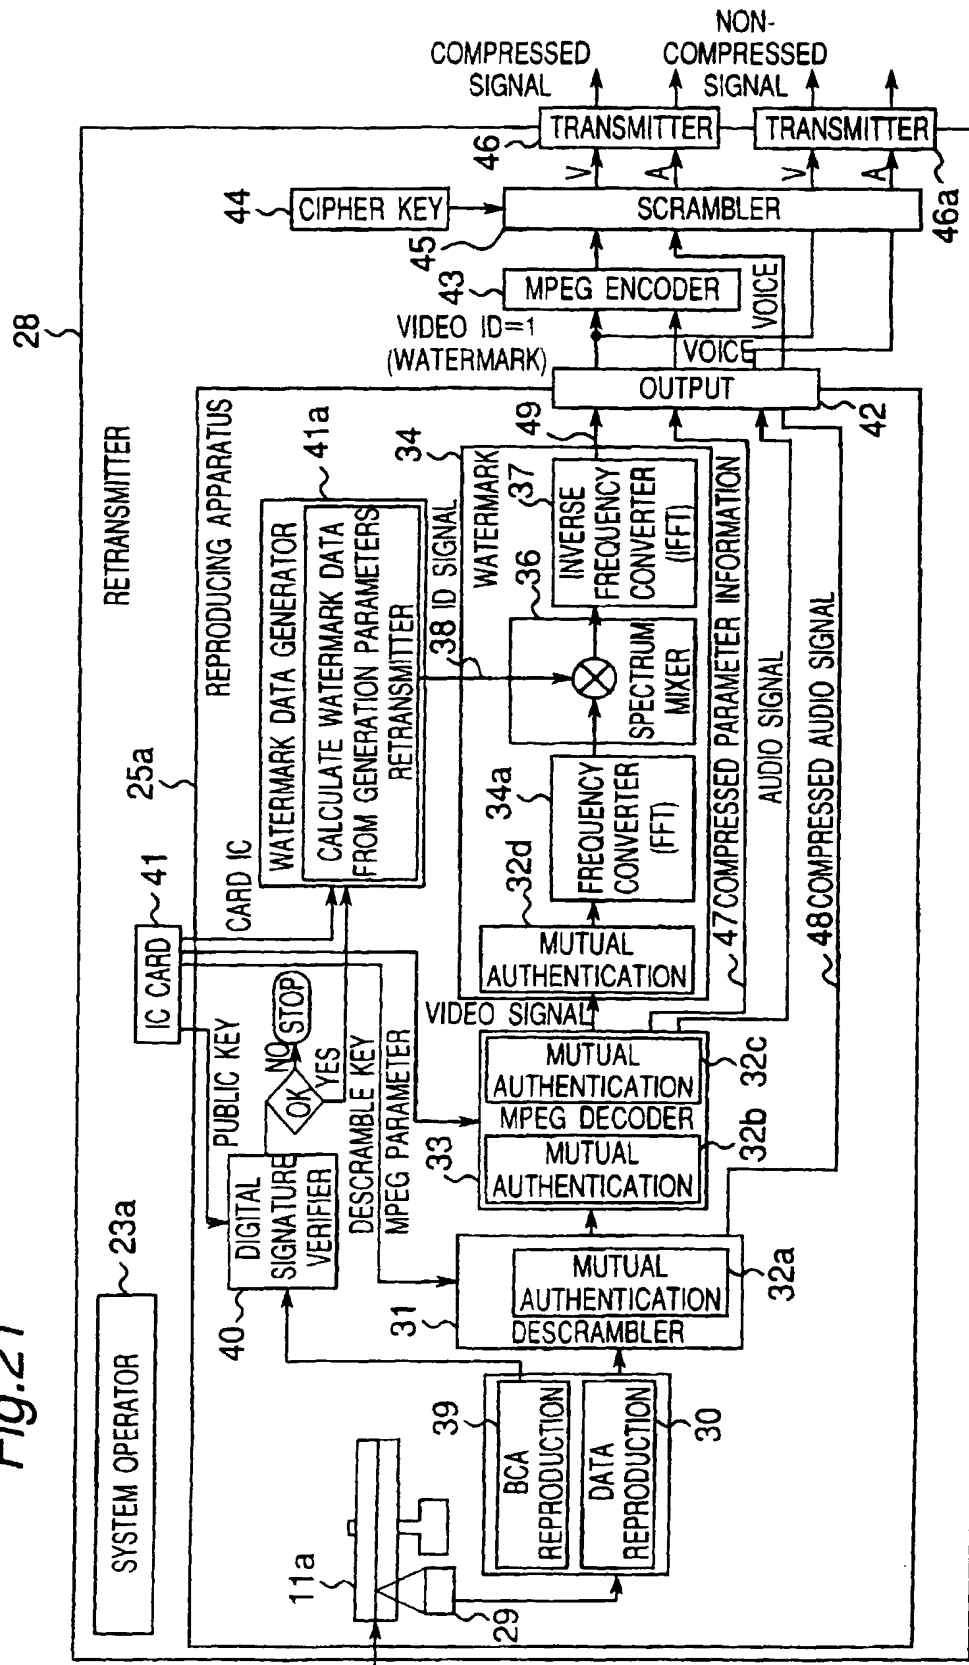 Fig.21
28
RETRANSMITTER
SYSTEM OPERATOR
23a
25a
REPRODUCING APPARATUS
41
IC CARD
CARD IC
PUBLIC KEY
WATERMARK DATA GENERATOR
41a
CALCULATE WATERMARK DATA
FROM GENERATION PARAMETERS
RETRANSMITTER
DIGITAL
SIGNATURE
VERIFIER
40
OK
NO
STOP
YES
DESCRAMBLE KEY
MPEG PARAMETER
38 ID SIGNAL
11a
29
BCA
REPRODUCTION
39
DATA
REPRODUCTION
30
31
MUTUAL
AUTHENTICATION
DESCRAMBLER
32a
33
MUTUAL
AUTHENTICATION
32b
MPEG DECODER
MUTUAL
AUTHENTICATION
32c
VIDEO SIGNAL
34
WATERMARK
MUTUAL
AUTHENTICATION
32d
FREQUENCY
CONVERTER
(FFT)
34a
SPECTRUM
MIXER
36
INVERSE
FREQUENCY
CONVERTER
(IFFT)
37
49
47 COMPRESSED PARAMETER INFORMATION
AUDIO SIGNAL
48 COMPRESSED AUDIO SIGNAL
OUTPUT
42
VIDEO ID=1
(WATERMARK)
VOICE
VOICE
43
MPEG ENCODER
44
CIPHER KEY
45
SCRAMBLER
V
A
V
A
46
TRANSMITTER
TRANSMITTER
46a
COMPRESSED
SIGNAL
NON-
COMPRESSED
SIGNAL